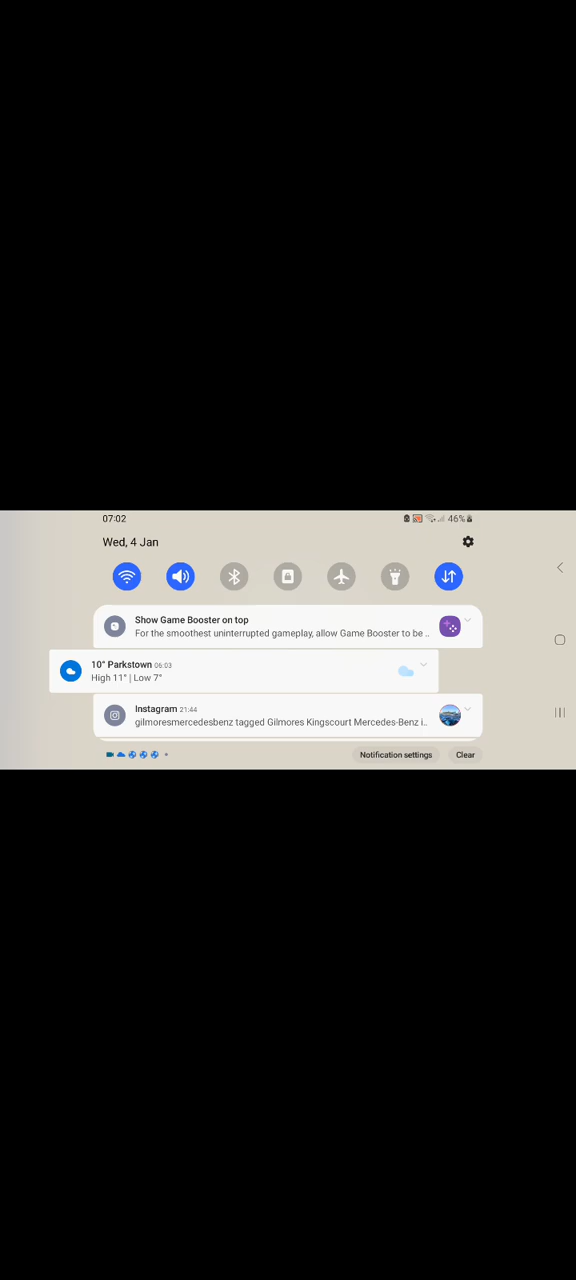 07:02
46%
Wed, 4 Jan
Show Game Booster on top
For the smoothest uninterrupted gameplay, allow Game Booster to be ..
10° Parkstown 06:03
High 11° | Low 7°
Instagram 21:44
gilmoresmercedesbenz tagged Gilmores Kingscourt Mercedes-Benz i..
Notification settings
Clear